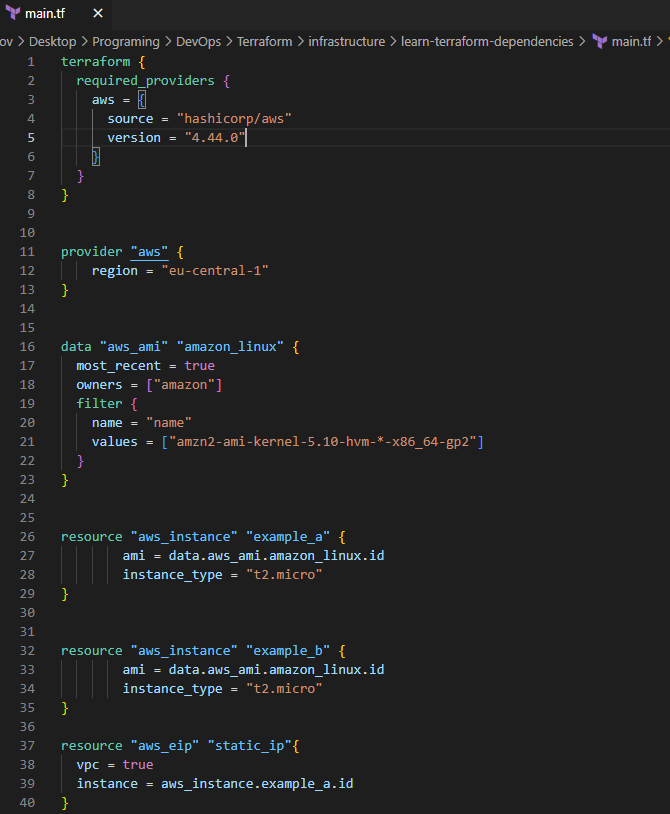 main.tf ×
ov > Desktop > Programing > DevOps > Terraform > infrastructure > learn-terraform-dependencies > main.tf >
1 terraform {
2   required_providers {
3     aws = {
4       source = "hashicorp/aws"
5       version = "4.44.0"
6     }
7   }
8 }
9
10
11 provider "aws" {
12     region = "eu-central-1"
13 }
14
15
16 data "aws_ami" "amazon_linux" {
17   most_recent = true
18   owners = ["amazon"]
19   filter {
20     name = "name"
21     values = ["amzn2-ami-kernel-5.10-hvm-*-x86_64-gp2"]
22   }
23 }
24
25
26 resource "aws_instance" "example_a" {
27         ami = data.aws_ami.amazon_linux.id
28         instance_type = "t2.micro"
29 }
30
31
32 resource "aws_instance" "example_b" {
33         ami = data.aws_ami.amazon_linux.id
34         instance_type = "t2.micro"
35 }
36
37 resource "aws_eip" "static_ip"{
38   vpc = true
39   instance = aws_instance.example_a.id
40 }